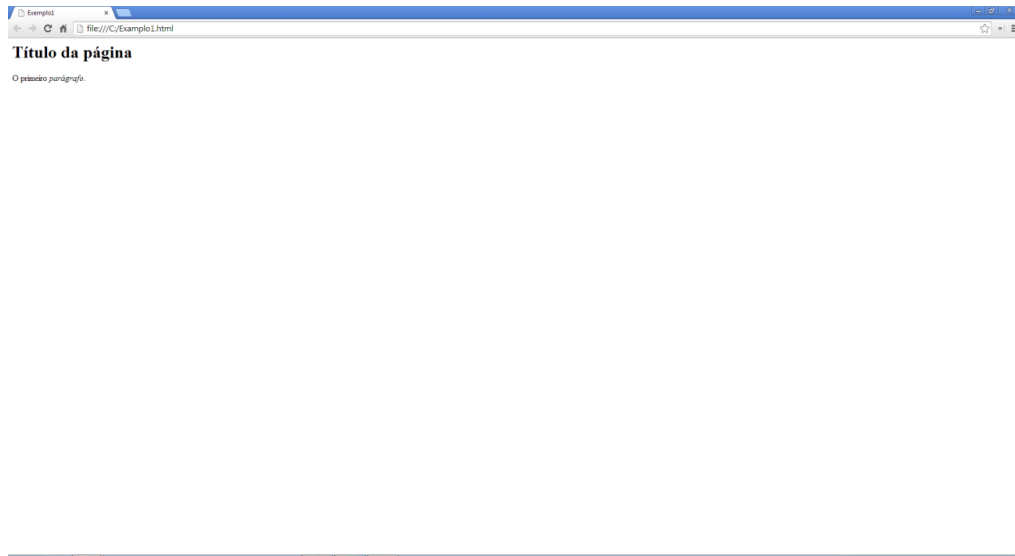 Exemplo1
file:///C:/Examplo1.html
Título da página
O primeiro parágrafo.